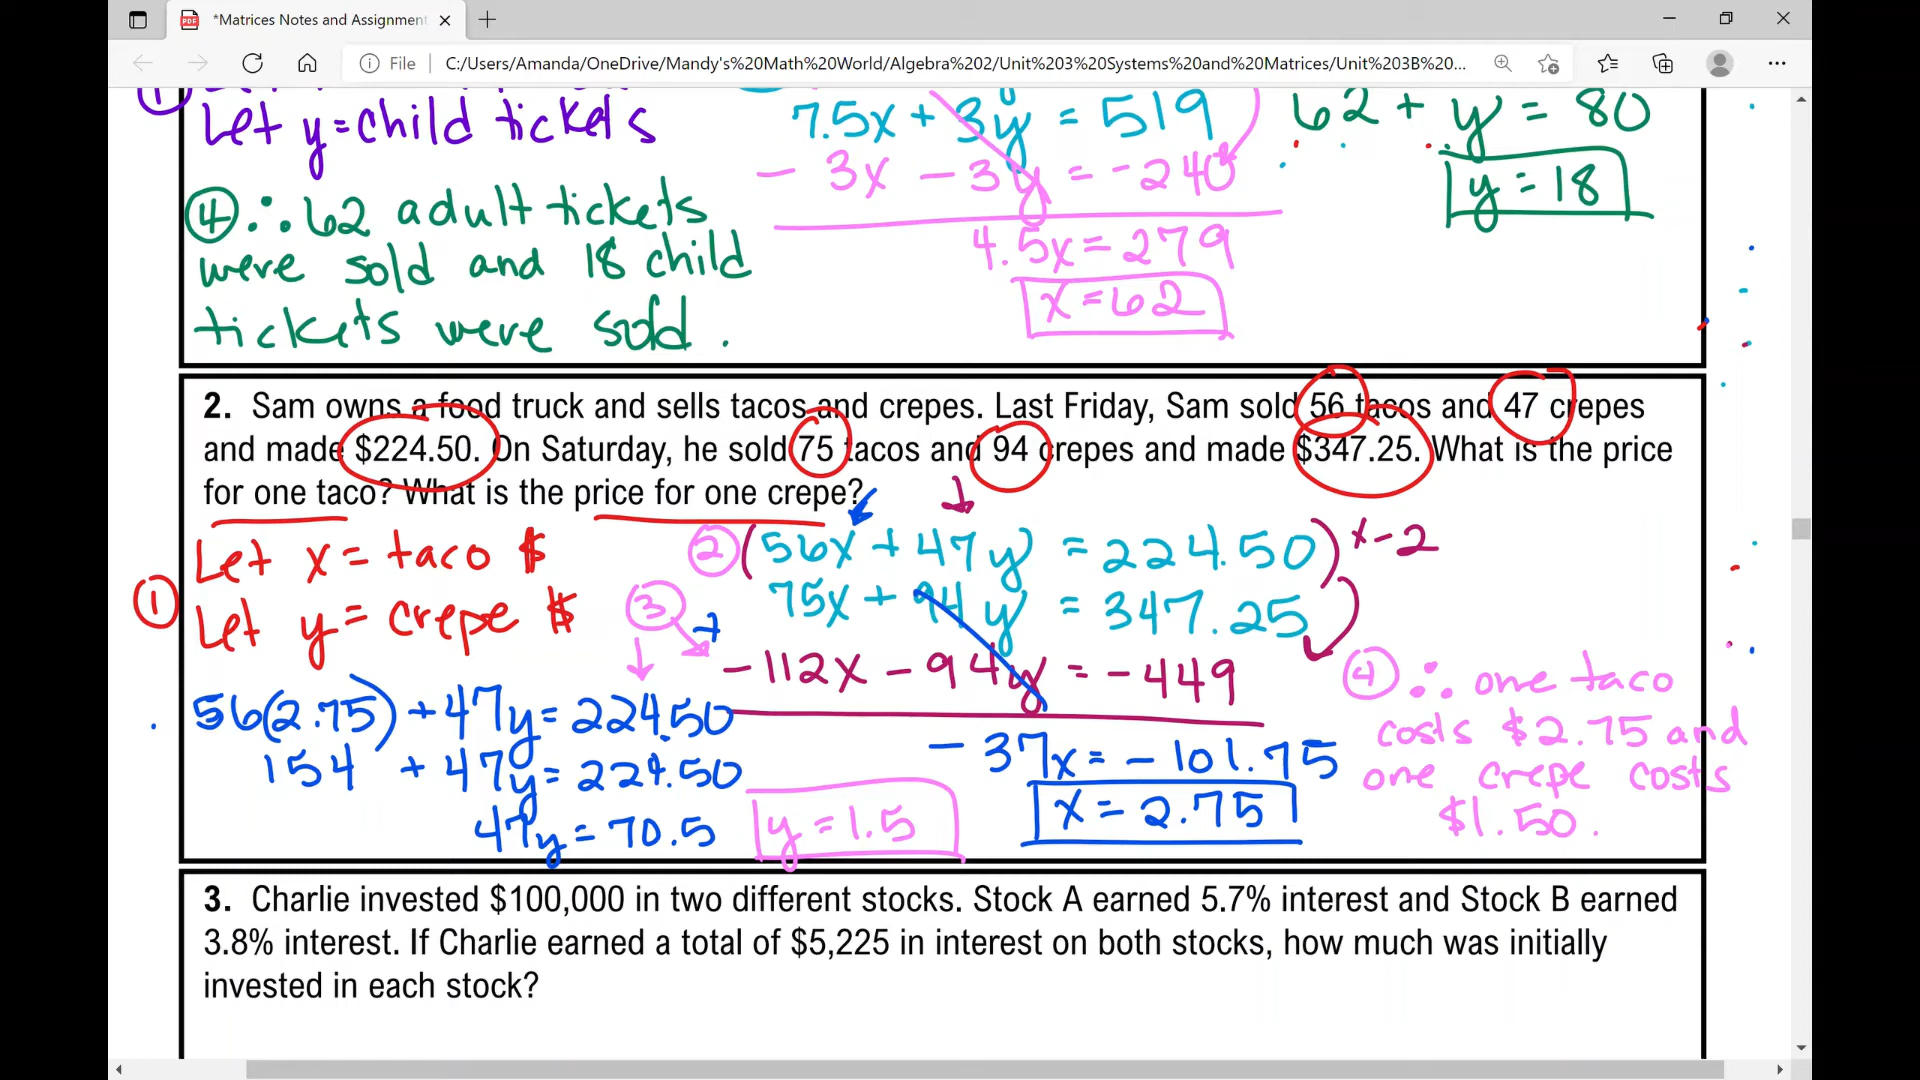 *Matrices Notes and Assignment
File | C:/Users/Amanda/OneDrive/Mandy's%20Math%20World/Algebra%202/Unit%203%20Systems%20and%20Matrices/Unit%203B%20...
Let y=child tickets
7.5x + 3y = 519
- 3x - 3y = -240
4.5x = 279
x = 62
62 + y = 80
y = 18
④ ∴ 62 adult tickets
were sold and 18 child
tickets were sold.
2. Sam owns a food truck and sells tacos and crepes. Last Friday, Sam sold 56 tacos and 47 crepes
and made $224.50. On Saturday, he sold 75 tacos and 94 crepes and made $347.25. What is the price
for one taco? What is the price for one crepe?
① Let x = taco $
Let y = crepe $
② (56x + 47y = 224.50) x-2
75x + 94y = 347.25
③ +
-112x - 94y = -449
-37x = -101.75
x = 2.75
56(2.75) + 47y = 224.50
154 + 47y = 224.50
47y = 70.5
y = 1.5
④ ∴ one taco
costs $2.75 and
one crepe costs
$1.50.
3. Charlie invested $100,000 in two different stocks. Stock A earned 5.7% interest and Stock B earned
3.8% interest. If Charlie earned a total of $5,225 in interest on both stocks, how much was initially
invested in each stock?